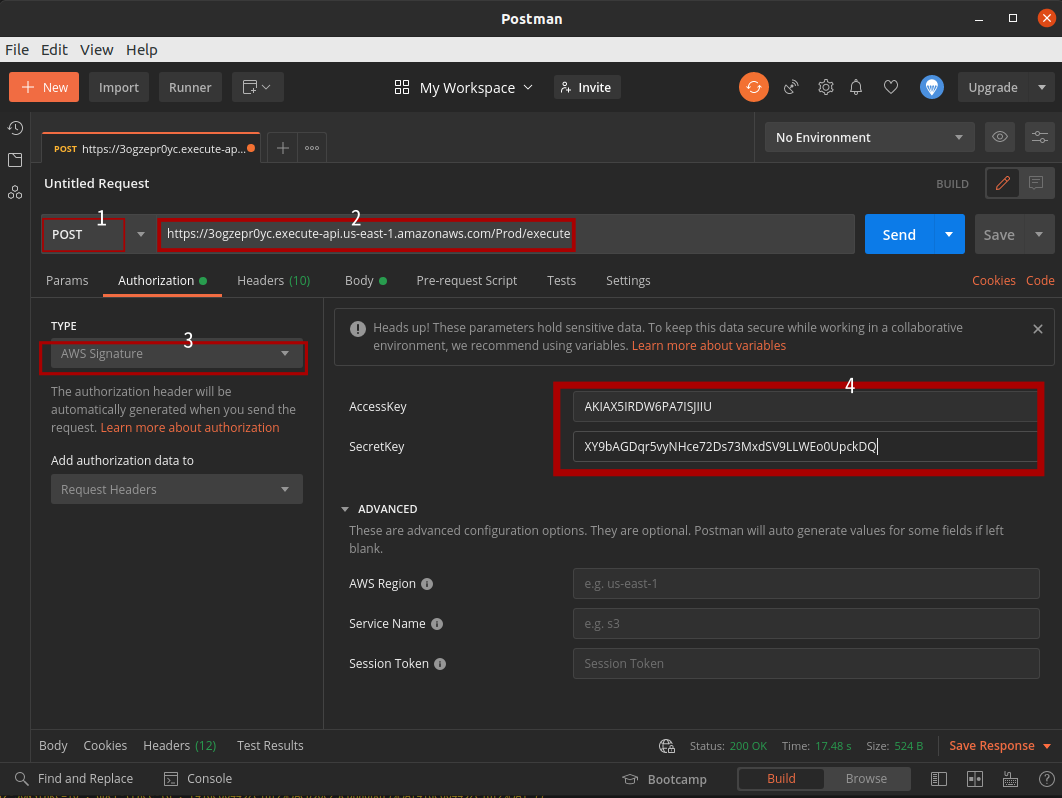 Postman
File Edit View Help
+ New Import Runner My Workspace Invite Upgrade
POST https://3ogzepr0yc.execute-ap... No Environment
Untitled Request BUILD
1 2
POST https://3ogzepr0yc.execute-api.us-east-1.amazonaws.com/Prod/execute Send Save
Params Authorization Headers (10) Body Pre-request Script Tests Settings Cookies Code
TYPE
3
AWS Signature
The authorization header will be
automatically generated when you send the
request. Learn more about authorization
Add authorization data to
Request Headers
Heads up! These parameters hold sensitive data. To keep this data secure while working in a collaborative
environment, we recommend using variables. Learn more about variables
4
AccessKey AKIAX5IRDW6PA7ISJIIU
SecretKey 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
ADVANCED
These are advanced configuration options. They are optional. Postman will auto generate values for some fields if left
blank.
AWS Region e.g. us-east-1
Service Name e.g. s3
Session Token Session Token
Body Cookies Headers (12) Test Results Status: 200 OK Time: 17.48 s Size: 524 B Save Response
Find and Replace Console Bootcamp Build Browse